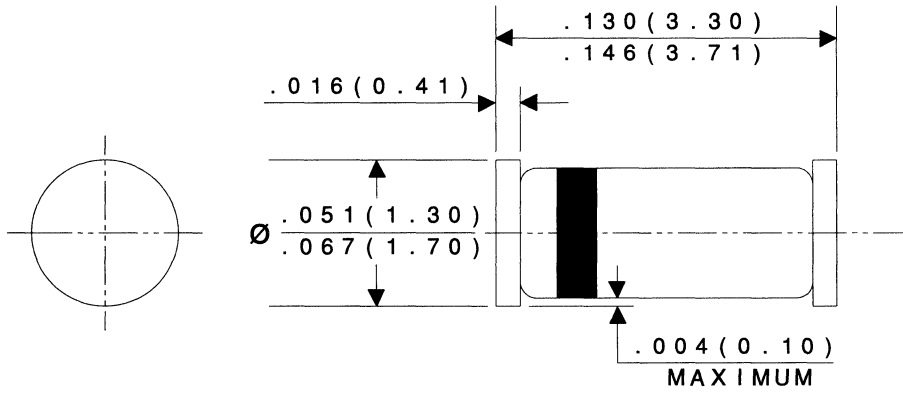 .130(3.30)
.146(3.71)
.016(0.41)
Ø .051(1.30)
.067(1.70)
.004(0.10)
MAXIMUM